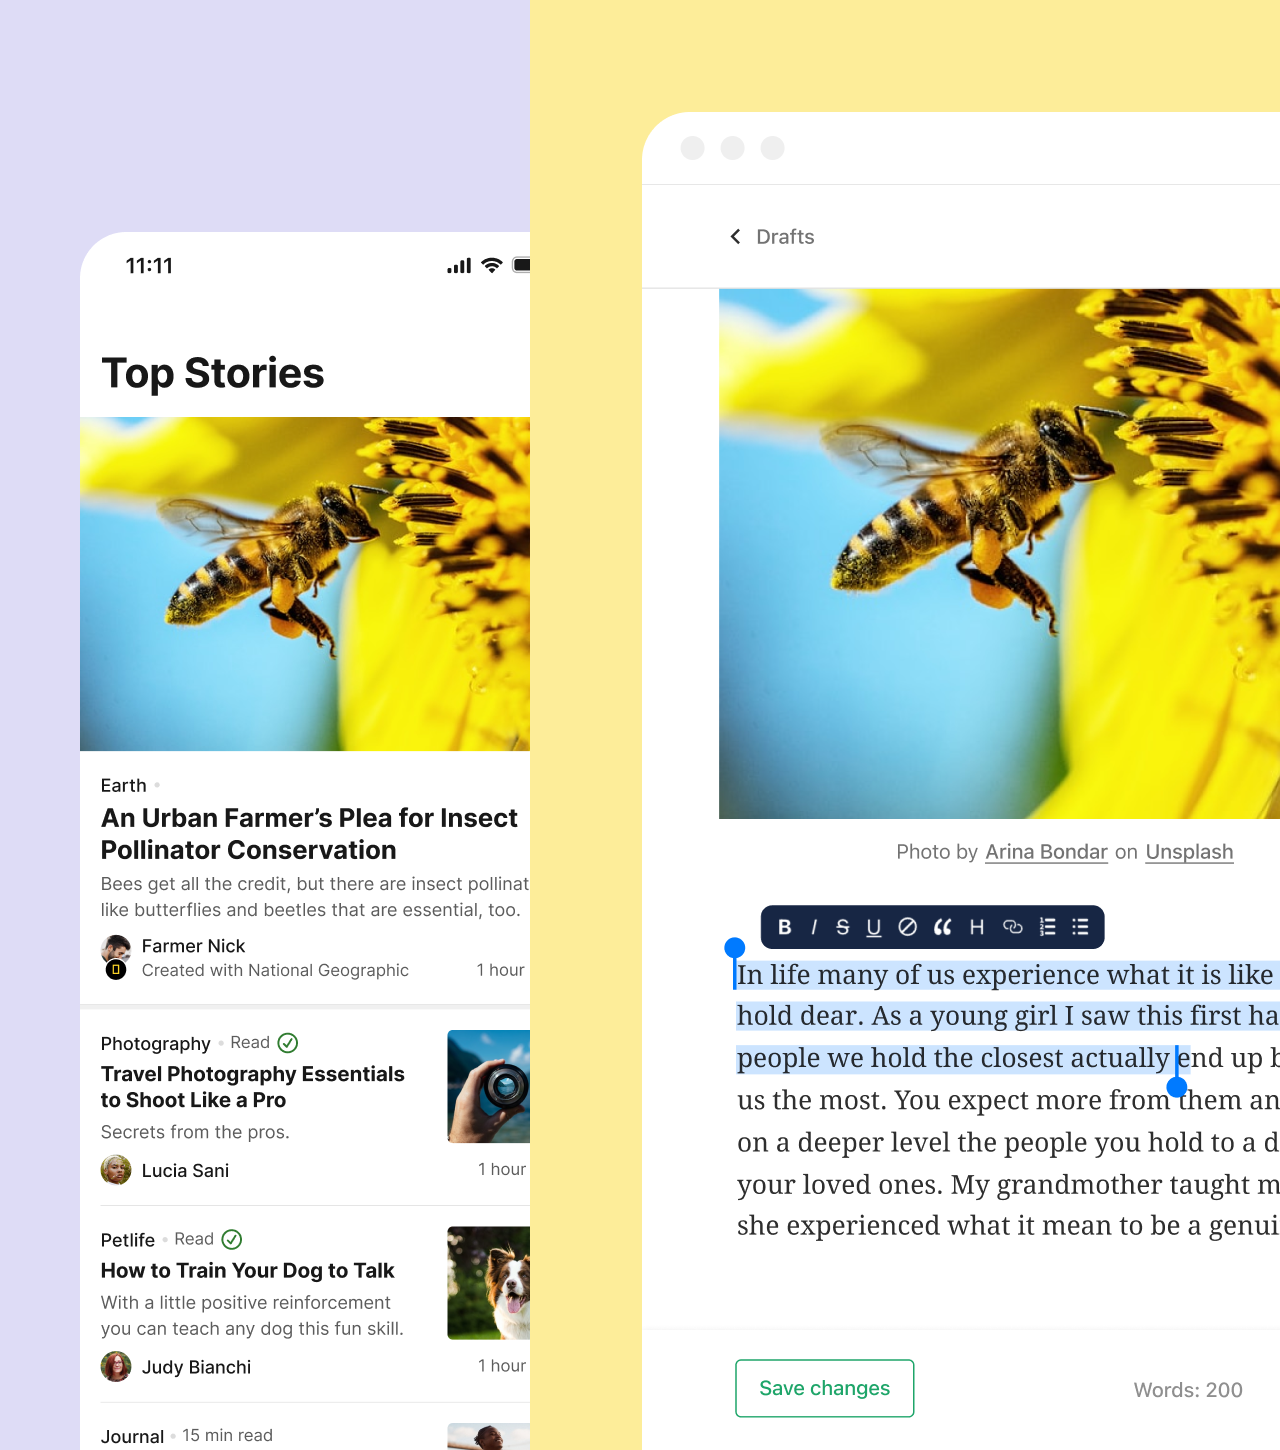 11:11
Top Stories
Earth
An Urban Farmer’s Plea for Insect
Pollinator Conservation
Bees get all the credit, but there are insect pollinat
like butterflies and beetles that are essential, too.
Farmer Nick
Created with National Geographic
1 hour
Photography • Read
Travel Photography Essentials
to Shoot Like a Pro
Secrets from the pros.
Lucia Sani
1 hour
Petlife • Read
How to Train Your Dog to Talk
With a little positive reinforcement
you can teach any dog this fun skill.
Judy Bianchi
1 hour
Journal • 15 min read
Drafts
Photo by Arina Bondar on Unsplash
B I S U H
In life many of us experience what it is like
hold dear. As a young girl I saw this first ha
people we hold the closest actually end up b
us the most. You expect more from them an
on a deeper level the people you hold to a d
your loved ones. My grandmother taught m
she experienced what it mean to be a genui
Save changes
Words: 200